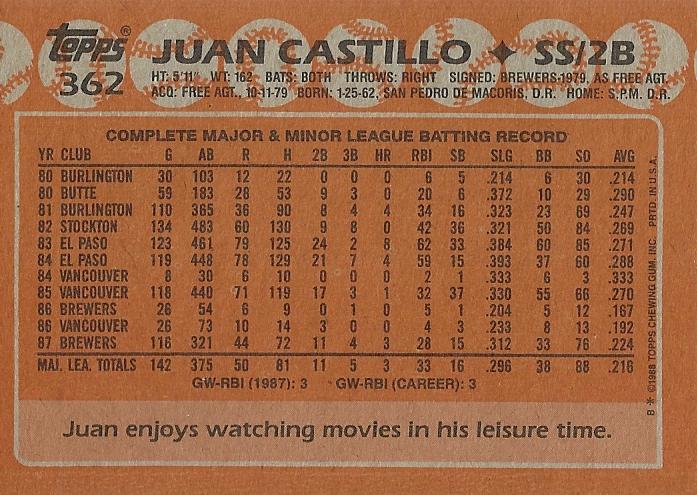 Topps® JUAN CASTILLO ✦ SS/2B
362 HT: 5'11" WT: 162 BATS: BOTH THROWS: RIGHT SIGNED: BREWERS-1979, AS FREE AGT.
ACQ: FREE AGT., 10-11-79 BORN: 1-25-62, SAN PEDRO DE MACORIS, D.R. HOME: S.P.M. D.R.
COMPLETE MAJOR & MINOR LEAGUE BATTING RECORD
YR CLUB G AB R H 2B 3B HR RBI SB SLG BB SO AVG
80 BURLINGTON 30 103 12 22 0 0 0 6 5 .214 6 30 .214
80 BUTTE 59 183 28 53 9 3 0 20 6 .372 10 29 .290
81 BURLINGTON 110 365 36 90 8 4 4 34 16 .323 23 69 .247
82 STOCKTON 134 483 60 130 9 8 0 42 36 .321 50 84 .269
83 EL PASO 123 461 79 125 24 2 8 62 33 .384 60 85 .271
84 EL PASO 119 448 78 129 21 7 4 59 15 .393 37 60 .288
84 VANCOUVER 8 30 6 10 0 0 0 2 1 .333 6 3 .333
85 VANCOUVER 118 440 71 119 17 3 1 32 37 .330 55 66 .270
86 BREWERS 26 54 6 9 0 1 0 5 1 .204 5 12 .167
86 VANCOUVER 26 73 10 14 3 0 0 4 3 .233 8 13 .192
87 BREWERS 116 321 44 72 11 4 3 28 15 .312 33 76 .224
MAJ. LEA. TOTALS 142 375 50 81 11 5 3 33 16 .296 38 88 .216
GW-RBI (1987): 3 GW-RBI (CAREER): 3
Juan enjoys watching movies in his leisure time.
B * ©1988 TOPPS CHEWING GUM, INC. PRTD. IN U.S.A.